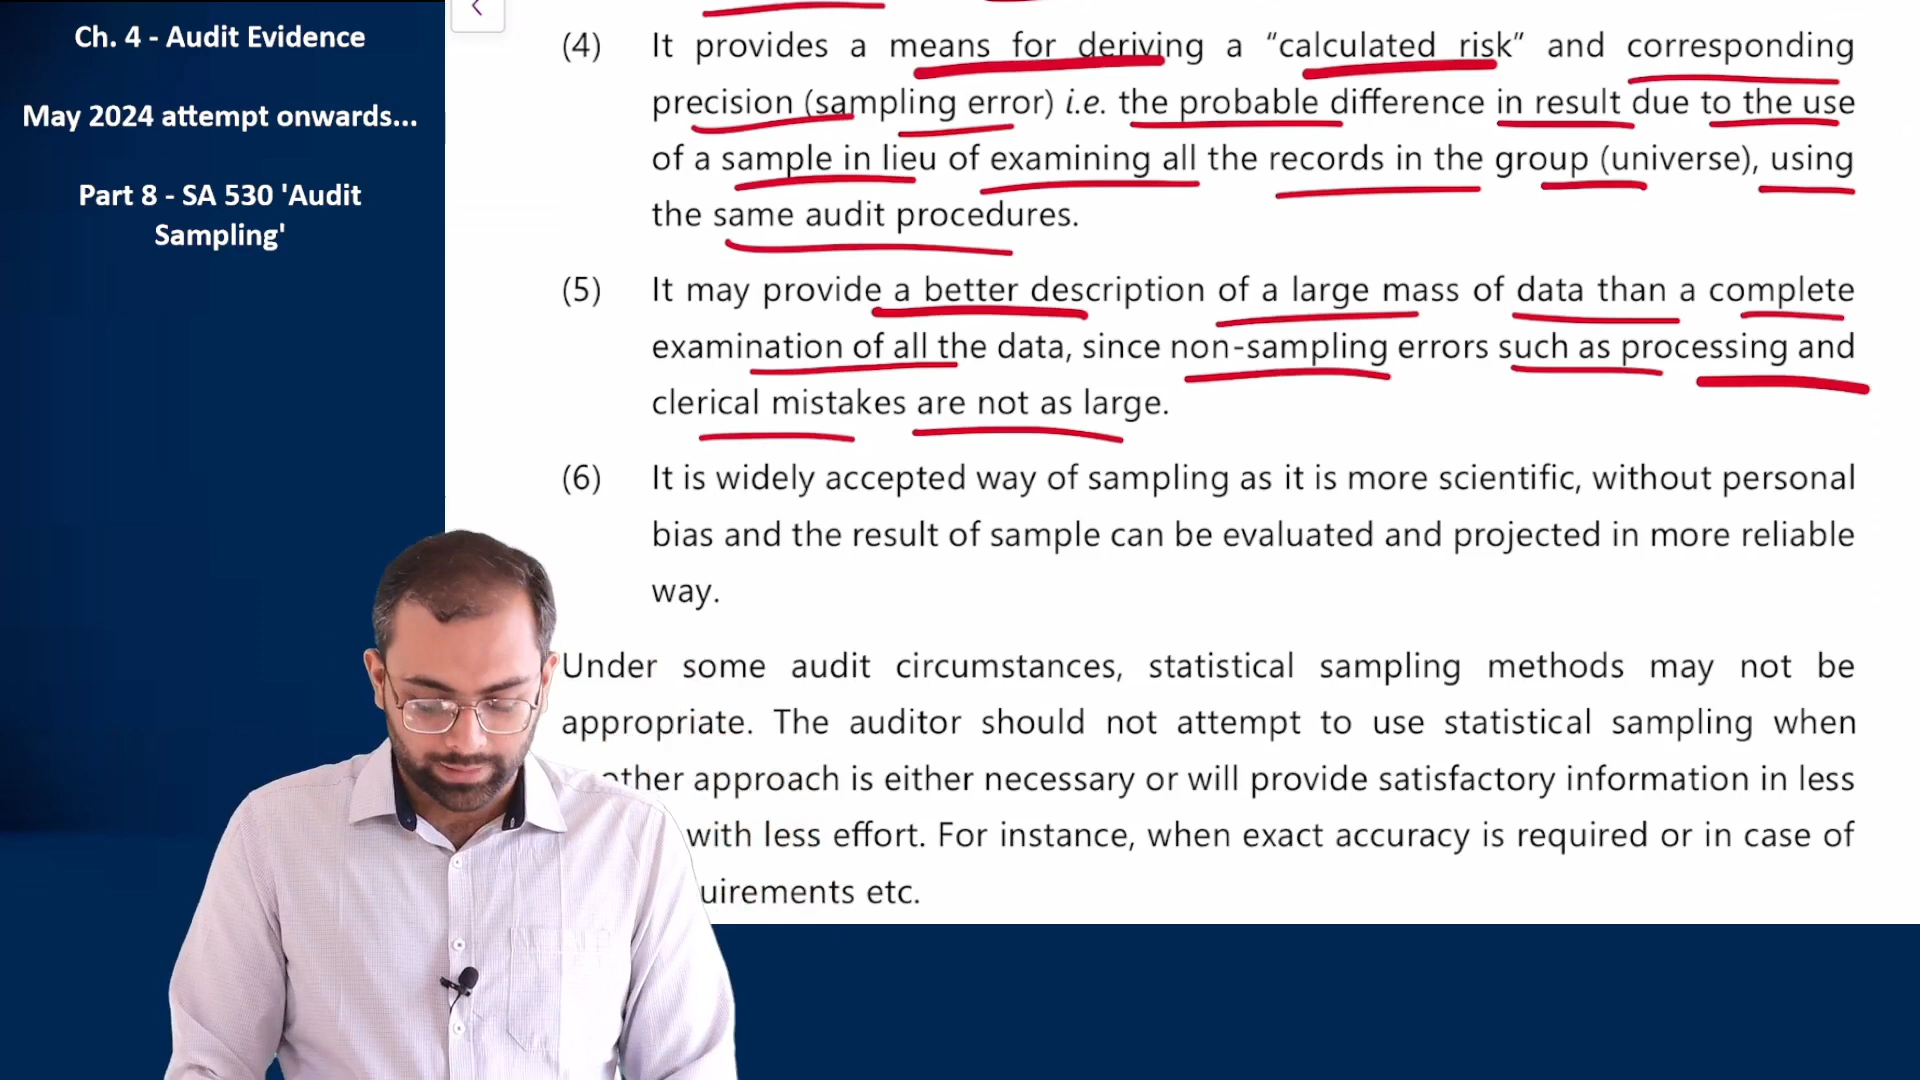 Ch. 4 - Audit Evidence
May 2024 attempt onwards...
Part 8 - SA 530 'Audit
Sampling'
(4) It provides a means for deriving a “calculated risk” and corresponding
precision (sampling error) i.e. the probable difference in result due to the use
of a sample in lieu of examining all the records in the group (universe), using
the same audit procedures.
(5) It may provide a better description of a large mass of data than a complete
examination of all the data, since non-sampling errors such as processing and
clerical mistakes are not as large.
(6) It is widely accepted way of sampling as it is more scientific, without personal
bias and the result of sample can be evaluated and projected in more reliable
way.
Under some audit circumstances, statistical sampling methods may not be
appropriate. The auditor should not attempt to use statistical sampling when
approach is either necessary or will provide satisfactory information in less
with less effort. For instance, when exact accuracy is required or in case of
etc.